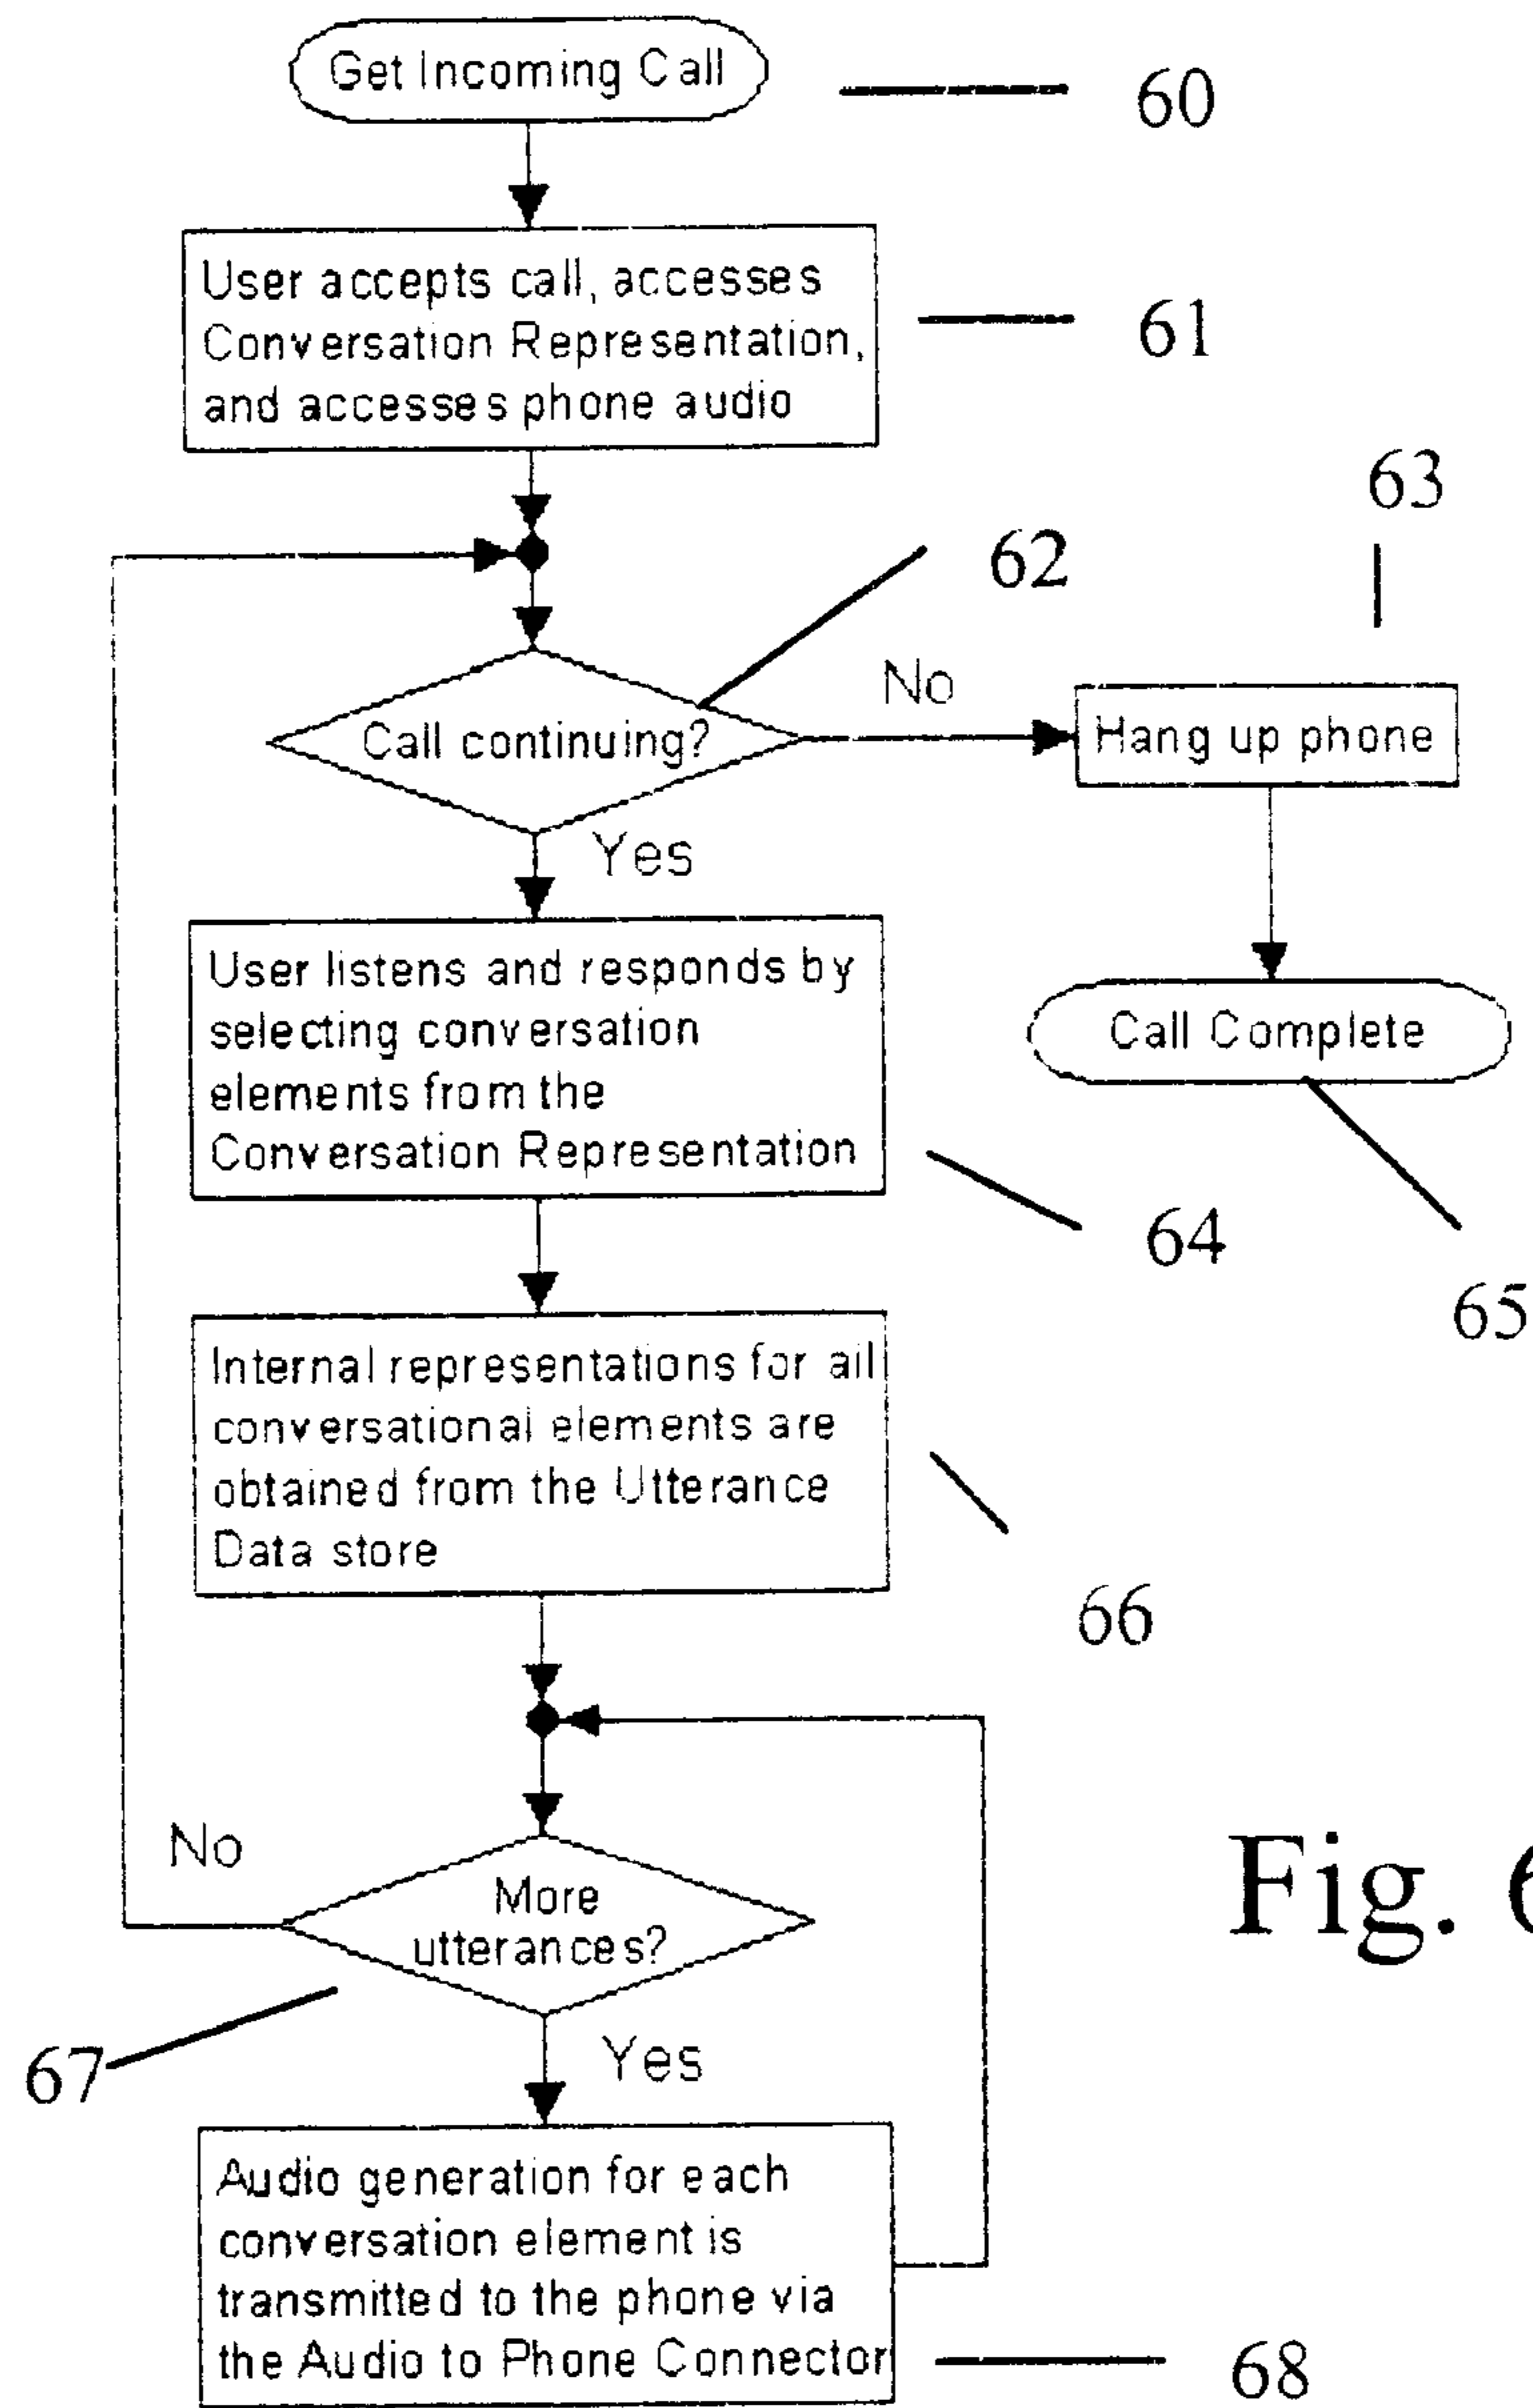 Get Incoming Call
60
User accepts call, accesses
Conversation Representation,
and accesses phone audio
61
63
62
Call continuing?
No
Hang up phone
Yes
User listens and responds by
selecting conversation
elements from the
Conversation Representation
Call Complete
64
65
Internal representations for all
conversational elements are
obtained from the Utterance
Data store
66
No
More
utterances?
Fig. 6
67
Yes
Audio generation for each
conversation element is
transmitted to the phone via
the Audio to Phone Connector
68